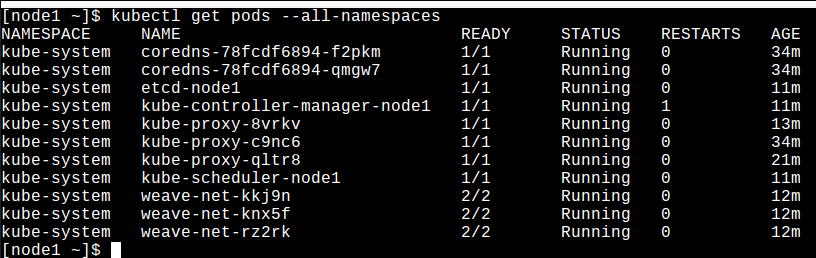 [node1 ~]$ kubectl get pods --all-namespaces
NAMESPACE     NAME                            READY     STATUS    RESTARTS   AGE
kube-system   coredns-78fcdf6894-f2pkm        1/1       Running   0          34m
kube-system   coredns-78fcdf6894-qmgw7        1/1       Running   0          34m
kube-system   etcd-node1                      1/1       Running   0          11m
kube-system   kube-controller-manager-node1   1/1       Running   1          11m
kube-system   kube-proxy-8vrkv                1/1       Running   0          13m
kube-system   kube-proxy-c9nc6                1/1       Running   0          34m
kube-system   kube-proxy-qltr8                1/1       Running   0          21m
kube-system   kube-scheduler-node1            1/1       Running   0          11m
kube-system   weave-net-kkj9n                 2/2       Running   0          12m
kube-system   weave-net-knx5f                 2/2       Running   0          12m
kube-system   weave-net-rz2rk                 2/2       Running   0          12m
[node1 ~]$